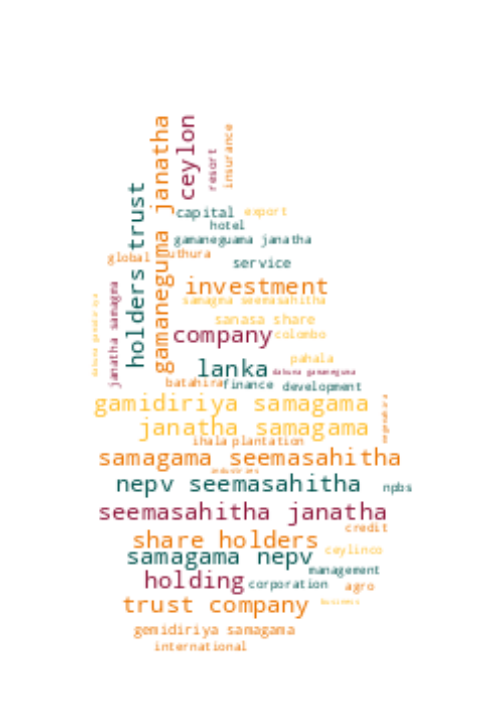 gamaneguma janatha
ceylon
resort
insurance
holders trust
capital export
hotel
gamaneguama janatha
global uthura
service
investment
janatha samagma
samagma seemasahitha
sanasa share
company colombo
pahala
lanka dakuna gamaneguma
batahira finance development
gamidiriya samagama
janatha samagama
ihala plantation
samagama seemasahitha
industries
nepv seemasahitha npbs
seemasahitha janatha
credit
share holders
samagama nepv ceylinco
management
holding corporation agro
trust company business
gemidiriya samagama
international